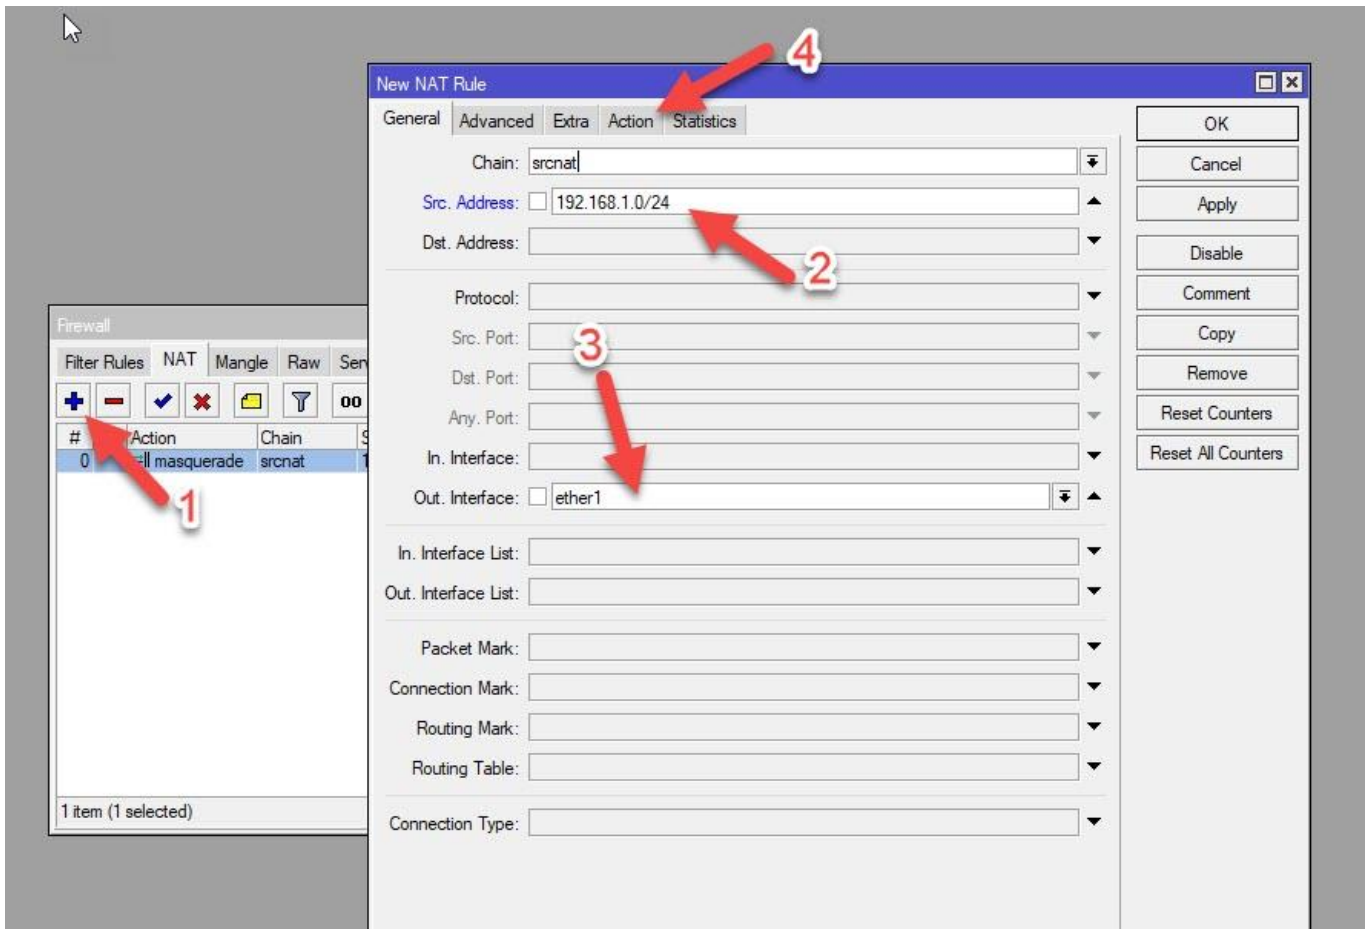 4
New NAT Rule
General Advanced Extra Action Statistics
OK
Chain: srcnat
Cancel
Src. Address: 192.168.1.0/24
Apply
Dst. Address:
Disable
2
Protocol:
Comment
Firewall
Src. Port:
3
Copy
Filter Rules NAT Mangle Raw
Dst. Port:
Remove
00
Any. Port:
Reset Counters
# Action Chain
In. Interface:
Reset All Counters
0 masquerade srcnat
Out. Interface: ether1
1
In. Interface List:
Out. Interface List:
Packet Mark:
Connection Mark:
Routing Mark:
Routing Table:
1 item (1 selected)
Connection Type: